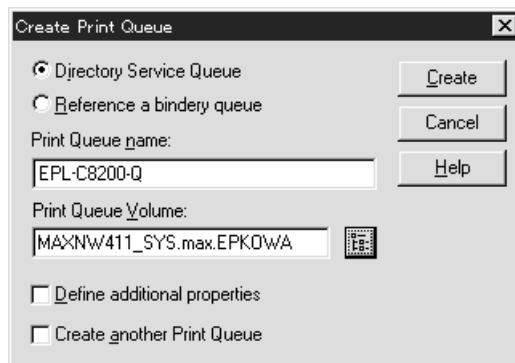 Create Print Queue
Directory Service Queue
Reference a bindery queue
Print Queue name:
EPL-C8200-Q
Print Queue Volume:
MAXNW411_SYS.max.EPKOWA
Define additional properties
Create another Print Queue
Create
Cancel
Help